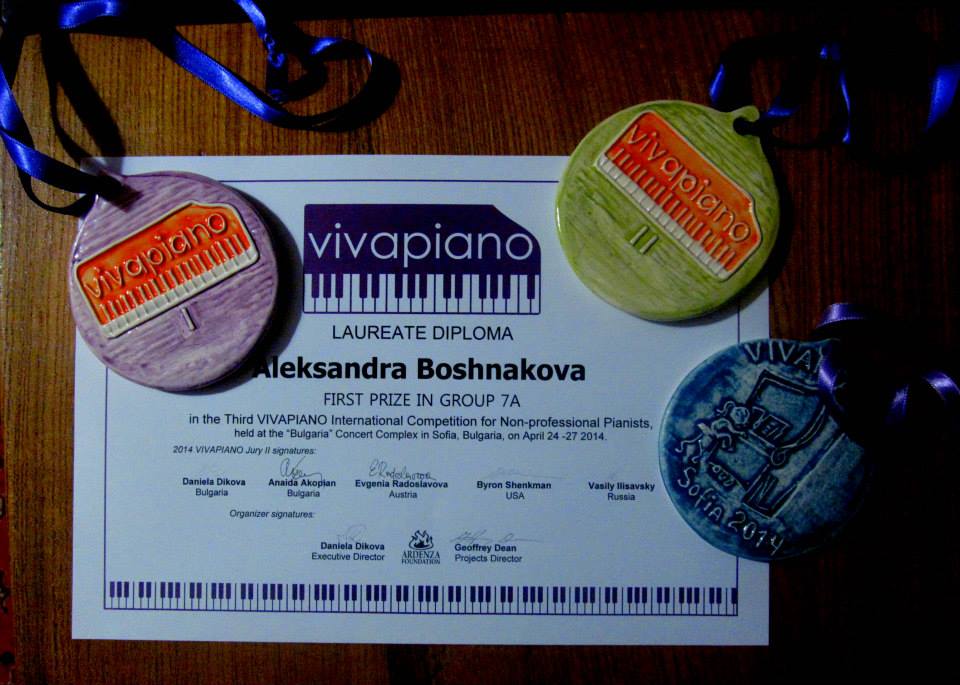 vivapiano
I
vivapiano
II
vivapiano
LAUREATE DIPLOMA
Aleksandra Boshnakova
FIRST PRIZE IN GROUP 7A
in the Third VIVAPIANO International Competition for Non-professional Pianists,
held at the "Bulgaria" Concert Complex in Sofia, Bulgaria, on April 24 -27 2014.
2014 VIVAPIANO Jury II signatures:
Daniela Dikova
Bulgaria
Anaida Akopian
Bulgaria
Evgenia Radoslavova
Austria
Byron Shenkman
USA
Vasily Ilisavsky
Russia
Organizer signatures:
Daniela Dikova
Executive Director
ARDENZA
FOUNDATION
Geoffrey Dean
Projects Director
Sofia 2014